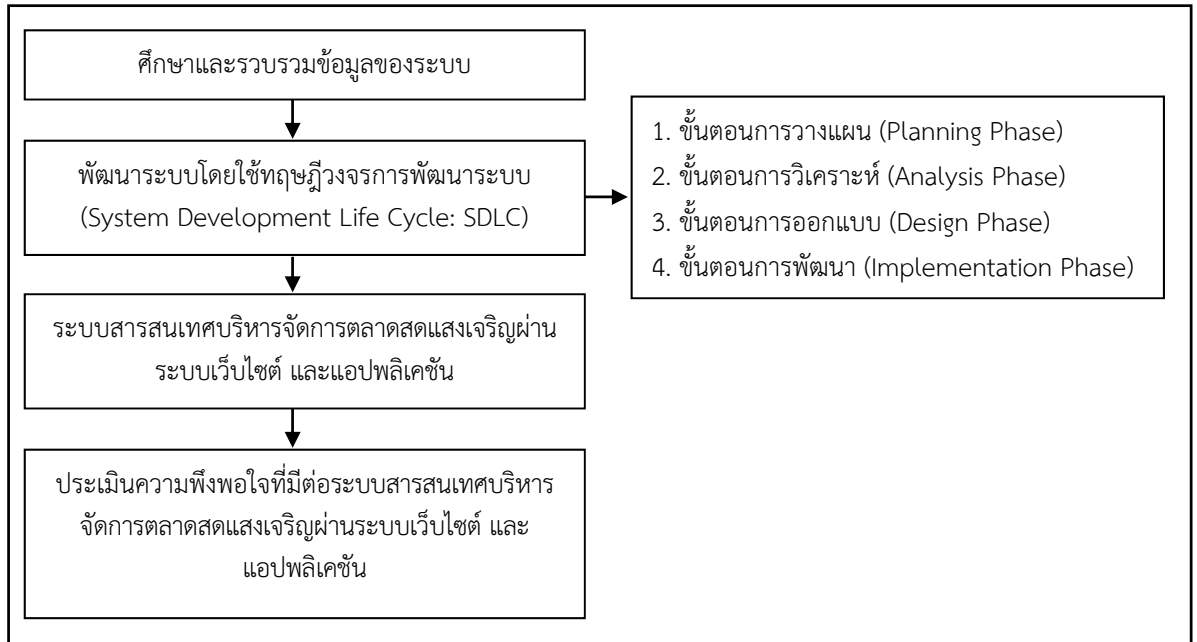 ศึกษาและรวบรวมข้อมูลของระบบ
พัฒนาระบบโดยใช้ทฤษฎีวงจรการพัฒนาระบบ
(System Development Life Cycle: SDLC)
1. ขั้นตอนการวางแผน (Planning Phase)
2. ขั้นตอนการวิเคราะห์ (Analysis Phase)
3. ขั้นตอนการออกแบบ (Design Phase)
4. ขั้นตอนการพัฒนา (Implementation Phase)
ระบบสารสนเทศบริหารจัดการตลาดสดแสงเจริญผ่าน
ระบบเว็บไซต์ และแอปพลิเคชัน
ประเมินความพึงพอใจที่มีต่อระบบสารสนเทศบริหาร
จัดการตลาดสดแสงเจริญผ่านระบบเว็บไซต์ และ
แอปพลิเคชัน